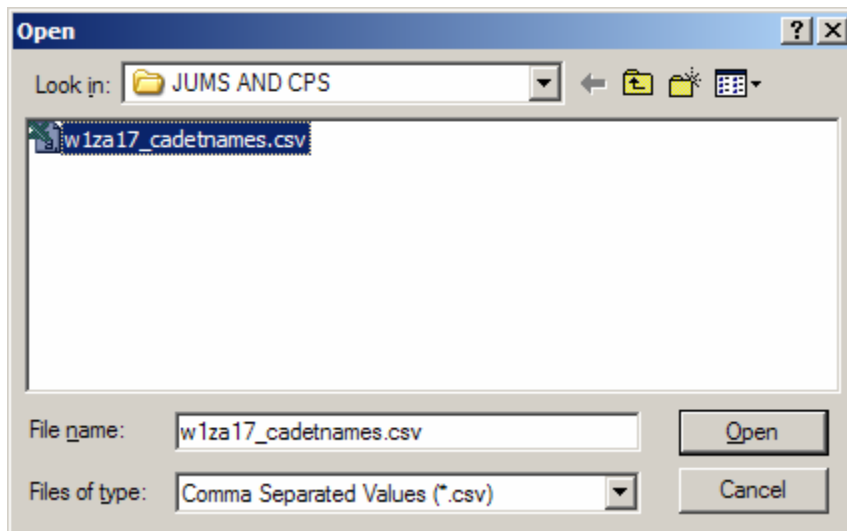 Open
Look in: JUMS AND CPS
w1za17_cadetnames.csv
File name: w1za17_cadetnames.csv Open
Files of type: Comma Separated Values (*.csv) Cancel